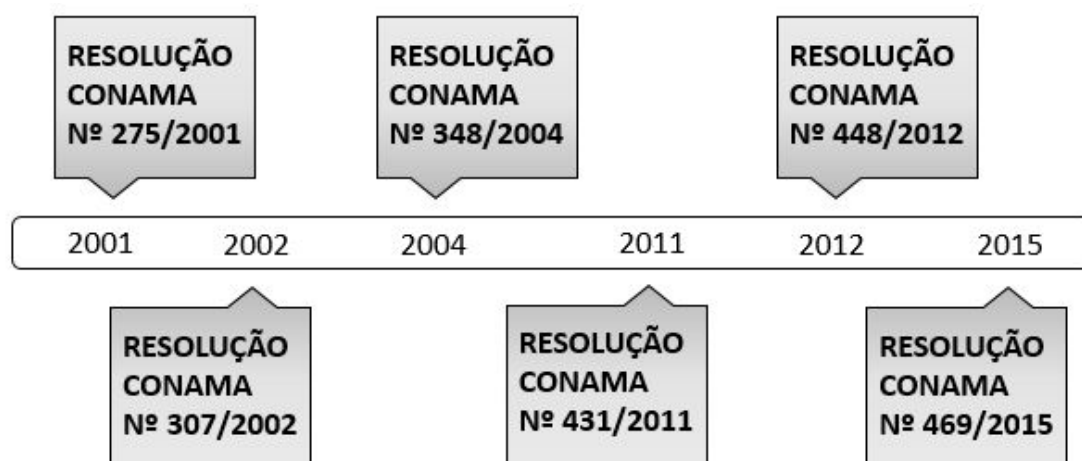 RESOLUÇÃO
CONAMA
Nº 275/2001
RESOLUÇÃO
CONAMA
Nº 348/2004
RESOLUÇÃO
CONAMA
Nº 448/2012
2001 2002 2004 2011 2012 2015
RESOLUÇÃO
CONAMA
Nº 307/2002
RESOLUÇÃO
CONAMA
Nº 431/2011
RESOLUÇÃO
CONAMA
Nº 469/2015